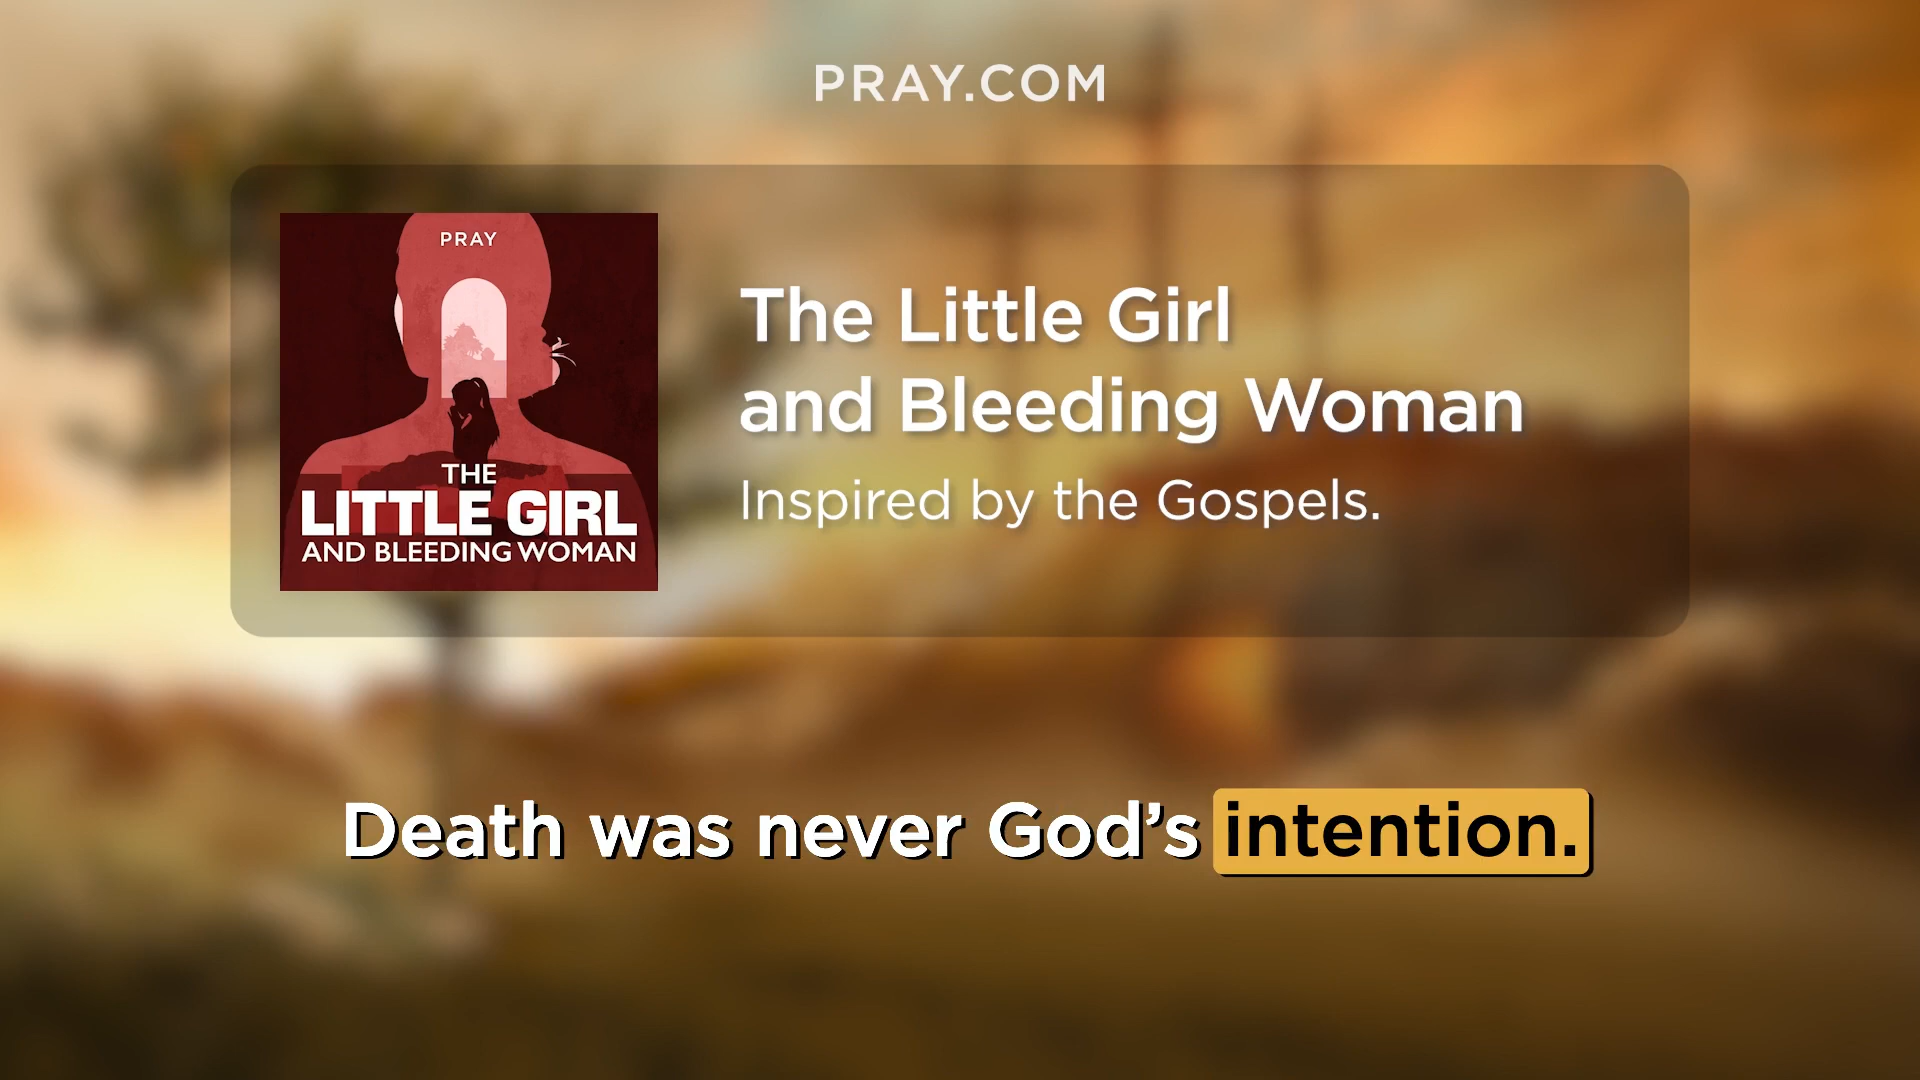 PRAY.COM
PRAY
THE
LITTLE GIRL
AND BLEEDING WOMAN
The Little Girl
and Bleeding Woman
Inspired by the Gospels.
Death was never God’s intention.